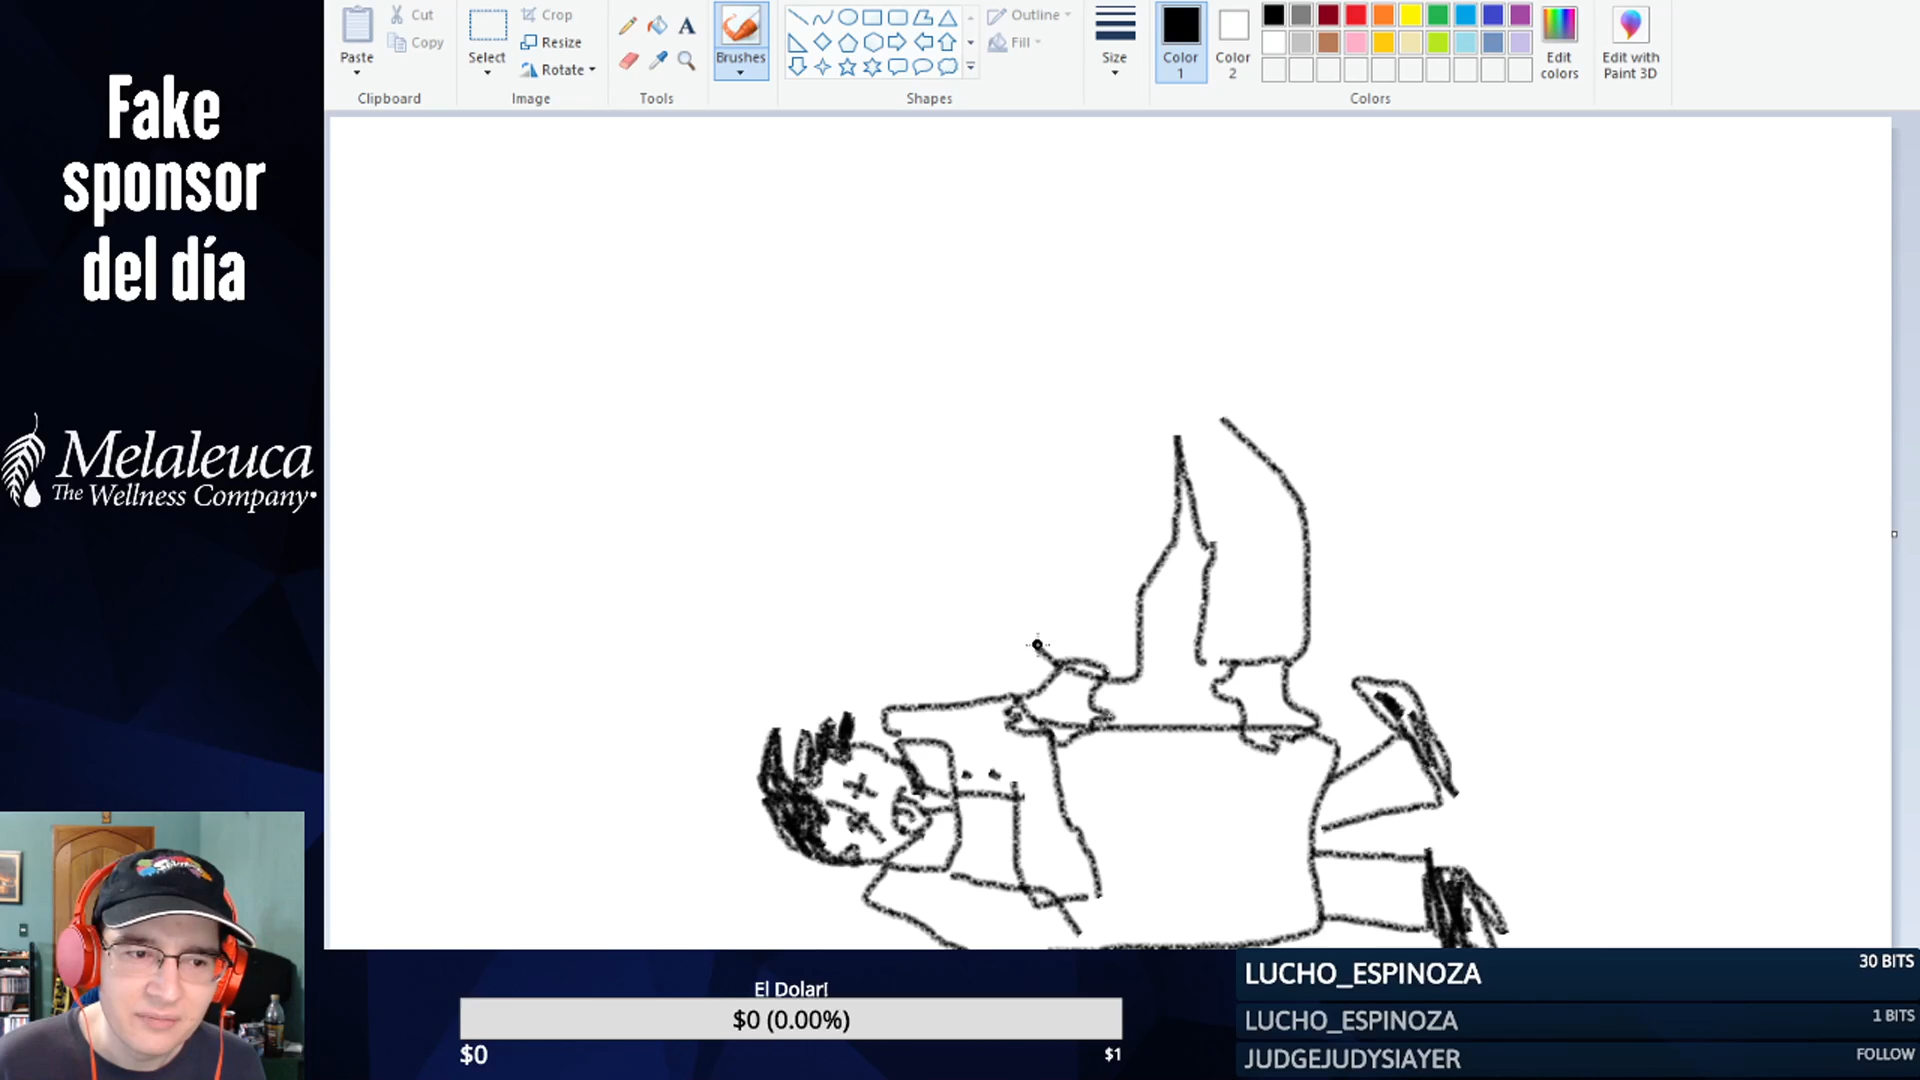 Fake
sponsor
del día
Melaleuca
The Wellness Company
Paste
Cut
Copy
Clipboard
Select
Crop
Resize
Rotate
Image
A
Tools
Brushes
Shapes
Outline
Fill
Size
Color
1
Color
2
Colors
Edit
colors
Edit with
Paint 3D
El Dolar!
$0 (0.00%)
$0
$1
LUCHO_ESPINOZA
30 BITS
LUCHO_ESPINOZA
1 BITS
JUDGEJUDYSIAYER
FOLLOW